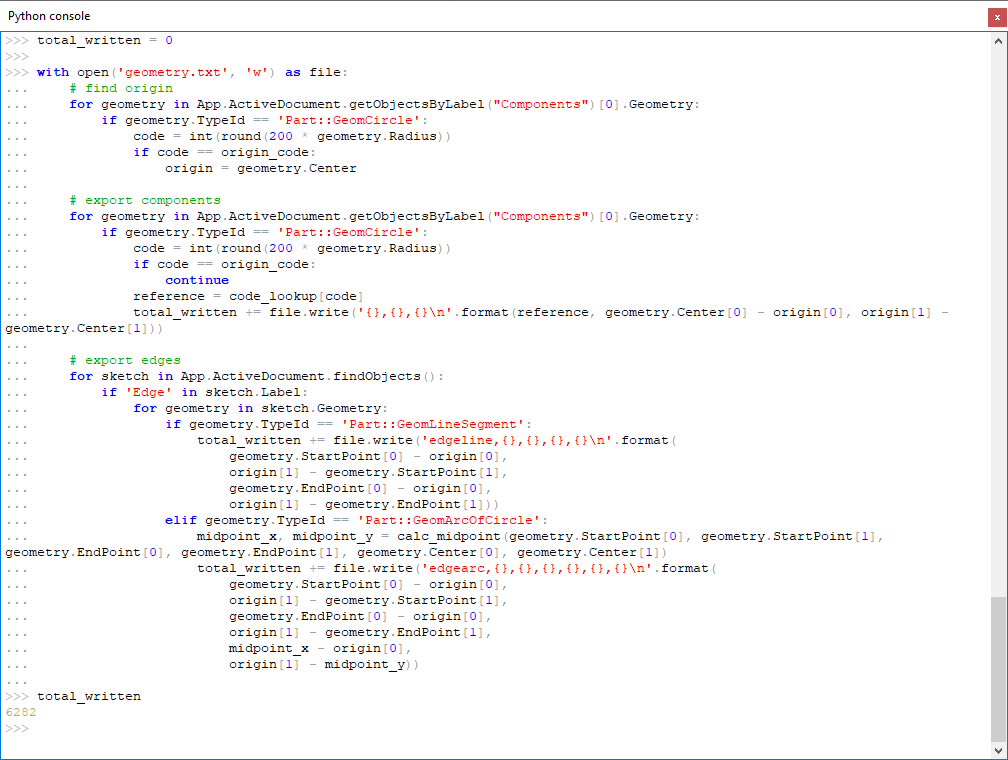 Python console
x
>>> total_written = 0
>>>
>>> with open('geometry.txt', 'w') as file:
...     # find origin
...     for geometry in App.ActiveDocument.getObjectsByLabel("Components")[0].Geometry:
...         if geometry.TypeId == 'Part::GeomCircle':
...             code = int(round(200 * geometry.Radius))
...             if code == origin_code:
...                 origin = geometry.Center
...
...     # export components
...     for geometry in App.ActiveDocument.getObjectsByLabel("Components")[0].Geometry:
...         if geometry.TypeId == 'Part::GeomCircle':
...             code = int(round(200 * geometry.Radius))
...             if code == origin_code:
...                 continue
...             reference = code_lookup[code]
...             total_written += file.write('{},{},{}\n'.format(reference, geometry.Center[0] - origin[0], origin[1] -
geometry.Center[1]))
...
...     # export edges
...     for sketch in App.ActiveDocument.findObjects():
...         if 'Edge' in sketch.Label:
...             for geometry in sketch.Geometry:
...                 if geometry.TypeId == 'Part::GeomLineSegment':
...                     total_written += file.write('edgeline,{},{},{},{}\n'.format(
...                         geometry.StartPoint[0] - origin[0],
...                         origin[1] - geometry.StartPoint[1],
...                         geometry.EndPoint[0] - origin[0],
...                         origin[1] - geometry.EndPoint[1]))
...                 elif geometry.TypeId == 'Part::GeomArcOfCircle':
...                     midpoint_x, midpoint_y = calc_midpoint(geometry.StartPoint[0], geometry.StartPoint[1],
geometry.EndPoint[0], geometry.EndPoint[1], geometry.Center[0], geometry.Center[1])
...                     total_written += file.write('edgearc,{},{},{},{},{},{}\n'.format(
...                         geometry.StartPoint[0] - origin[0],
...                         origin[1] - geometry.StartPoint[1],
...                         geometry.EndPoint[0] - origin[0],
...                         origin[1] - geometry.EndPoint[1],
...                         midpoint_x - origin[0],
...                         origin[1] - midpoint_y))
...
>>> total_written
6282
>>>